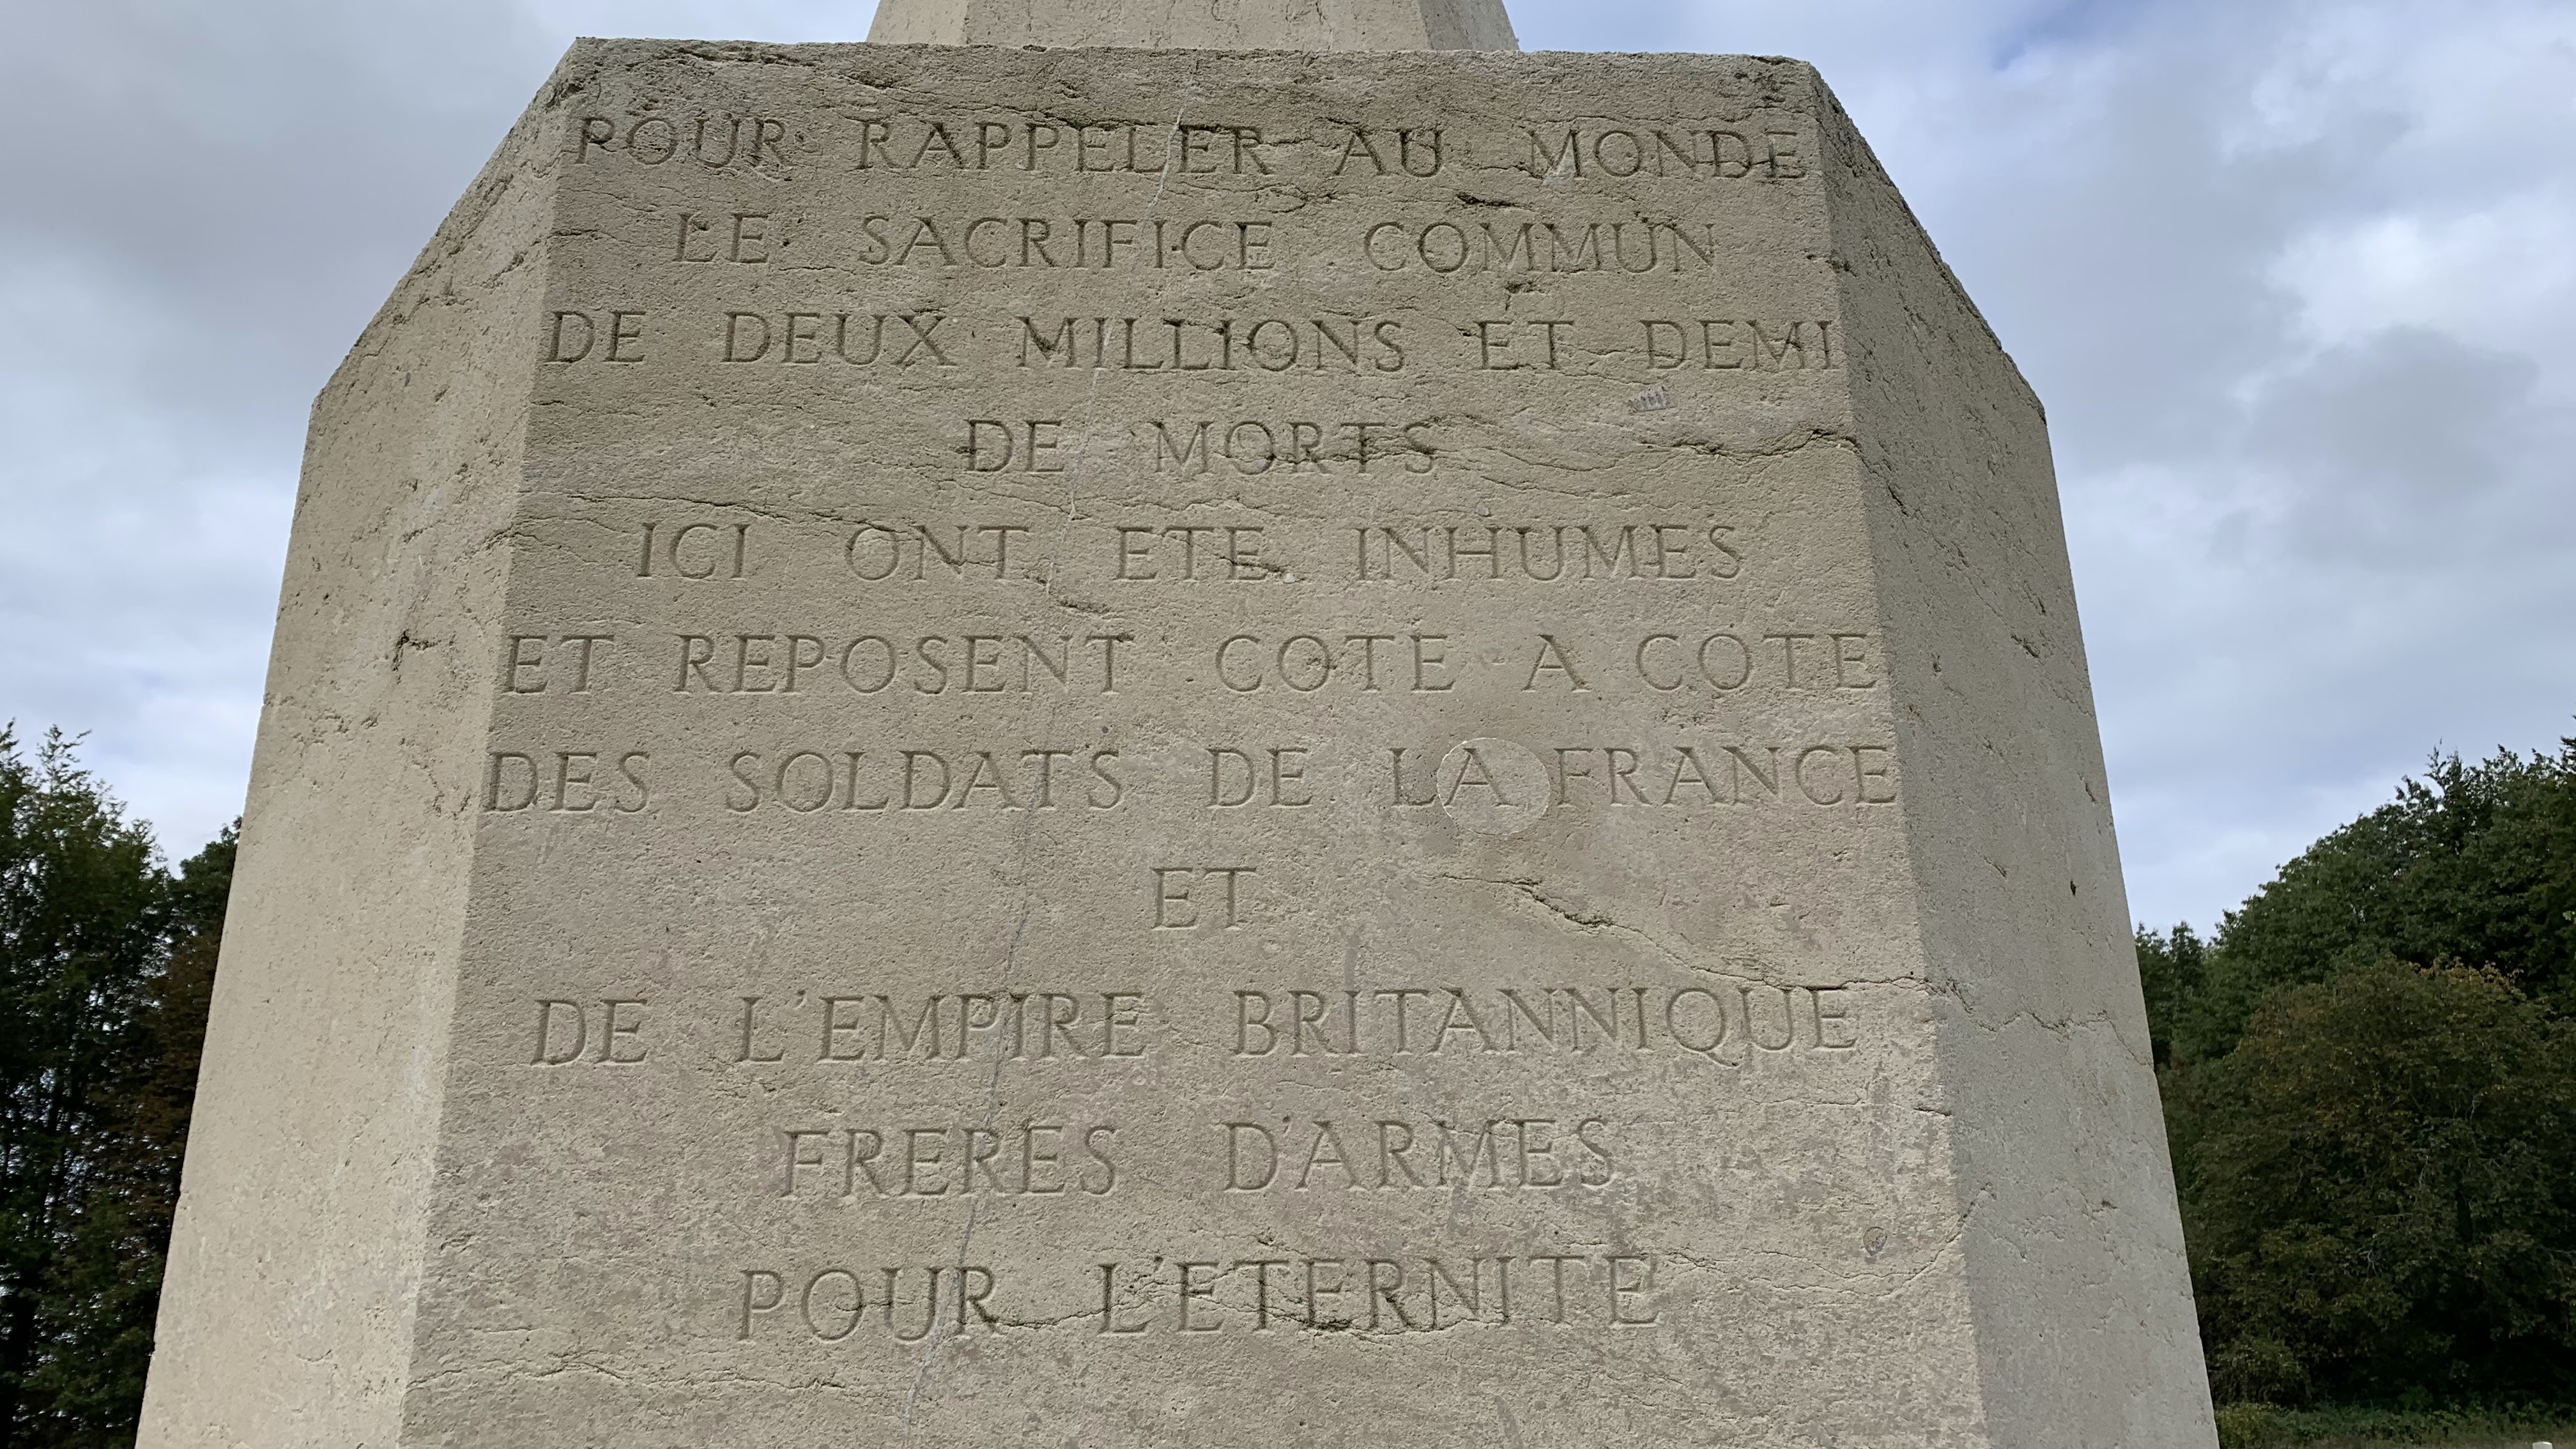 POUR RAPPELER AU MONDE
LE SACRIFICE COMMUN
DE DEUX MILLIONS ET DEMI
DE MORTS
ICI ONT ETE INHUMES
ET REPOSENT COTE A COTE
DES SOLDATS DE LA FRANCE
ET
DE L'EMPIRE BRITANNIQUE
FRERES D'ARMES
POUR L'ETERNITE